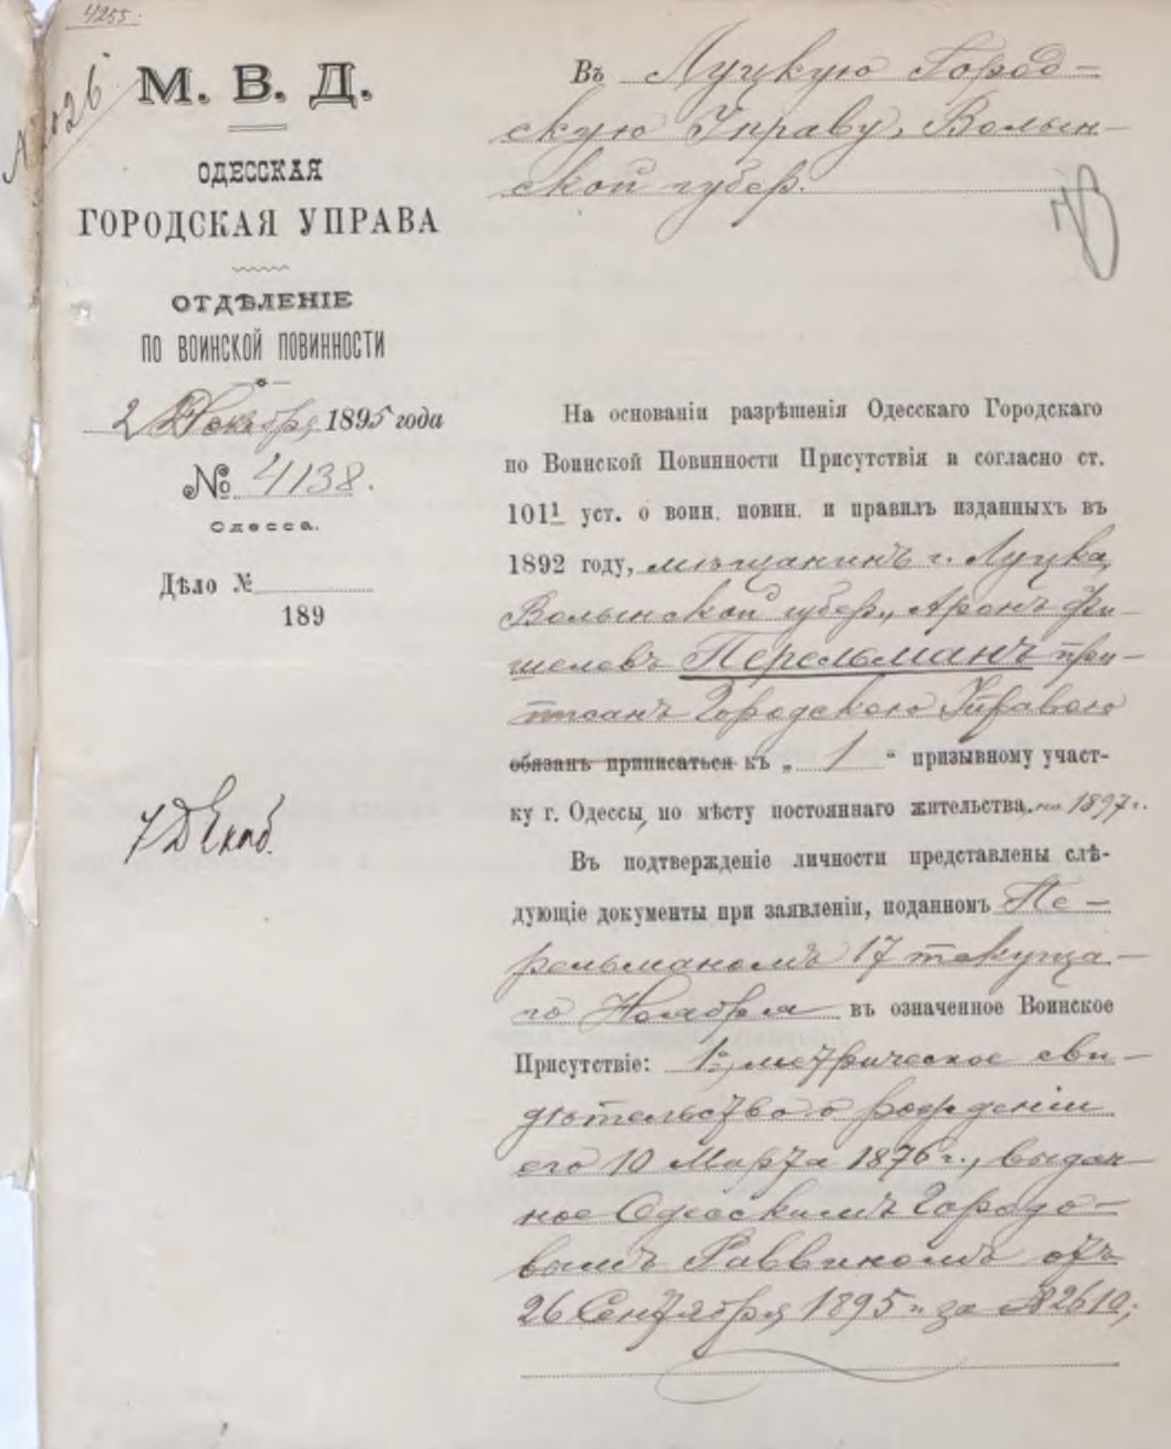 4255.
М. В. Д.
ОДЕССКАЯ
ГОРОДСКАЯ УПРАВА
ОТДѢЛЕНІЕ
ПО ВОИНСКОЙ ПОВИННОСТИ
2 Декабря 1895 года
№ 4138.
Одесса.
Дѣло №
189
7 Декаб.
Въ Луцкую Город-
скую Управу, Волын-
ской губер.
На основаніи разрѣшенія Одесскаго Городскаго
по Воинской Повинности Присутствія и согласно ст.
101¹ уст. о воин. повин. и правилъ изданныхъ въ
1892 году, мѣщанинъ г. Луцка,
Волынской губер., Аронъ Фи-
шелевъ Перельманъ при-
писанъ Городскою Управою
обязанъ приписаться къ „ 1 “ призывному участ-
ку г. Одессы, по мѣсту постояннаго жительства. на 1897 г.
Въ подтвержденіе личности представлены слѣ-
дующіе документы при заявленіи, поданномъ Пе-
рельманомъ 17 текуща-
го Ноября въ означенное Воинское
Присутствіе: 1º, метрическое сви-
дѣтельство о рожденіи
его 10 Марта 1876 г., выдан-
ное Одесскимъ Городо-
вымъ Раввиномъ отъ
26 Сентября 1895 г. за № 2610;